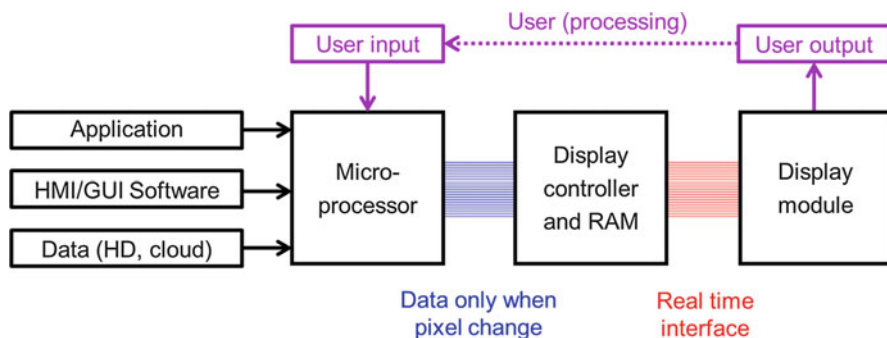 User (processing)
User input
User output
Application
HMI/GUI Software
Data (HD, cloud)
Micro-
processor
Display
controller
and RAM
Display
module
Data only when
pixel change
Real time
interface